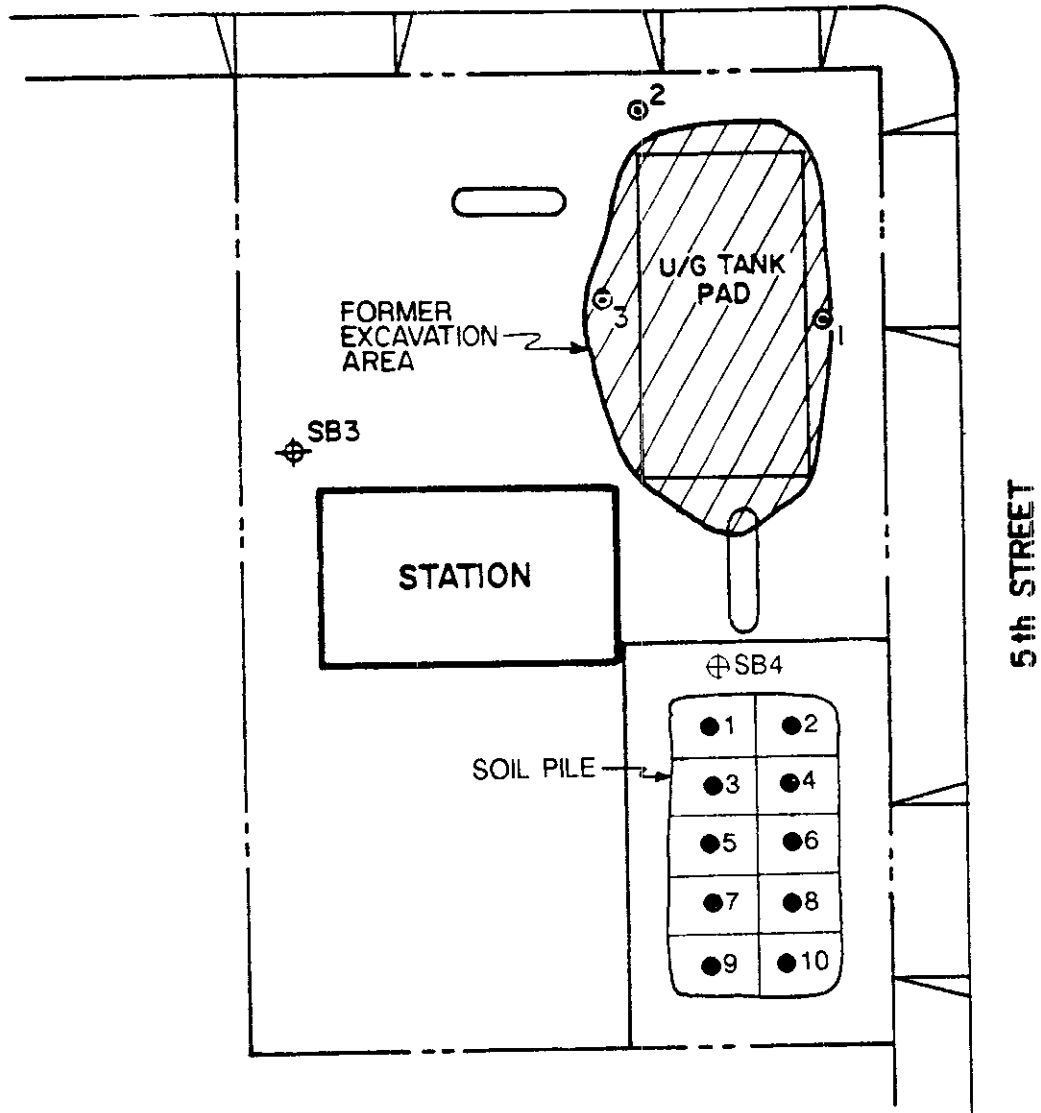 2
U/G TANK
PAD
3
1
FORMER
EXCAVATION
AREA
SB3
STATION
5th STREET
SB4
1
2
SOIL PILE
3
4
5
6
7
8
9
10